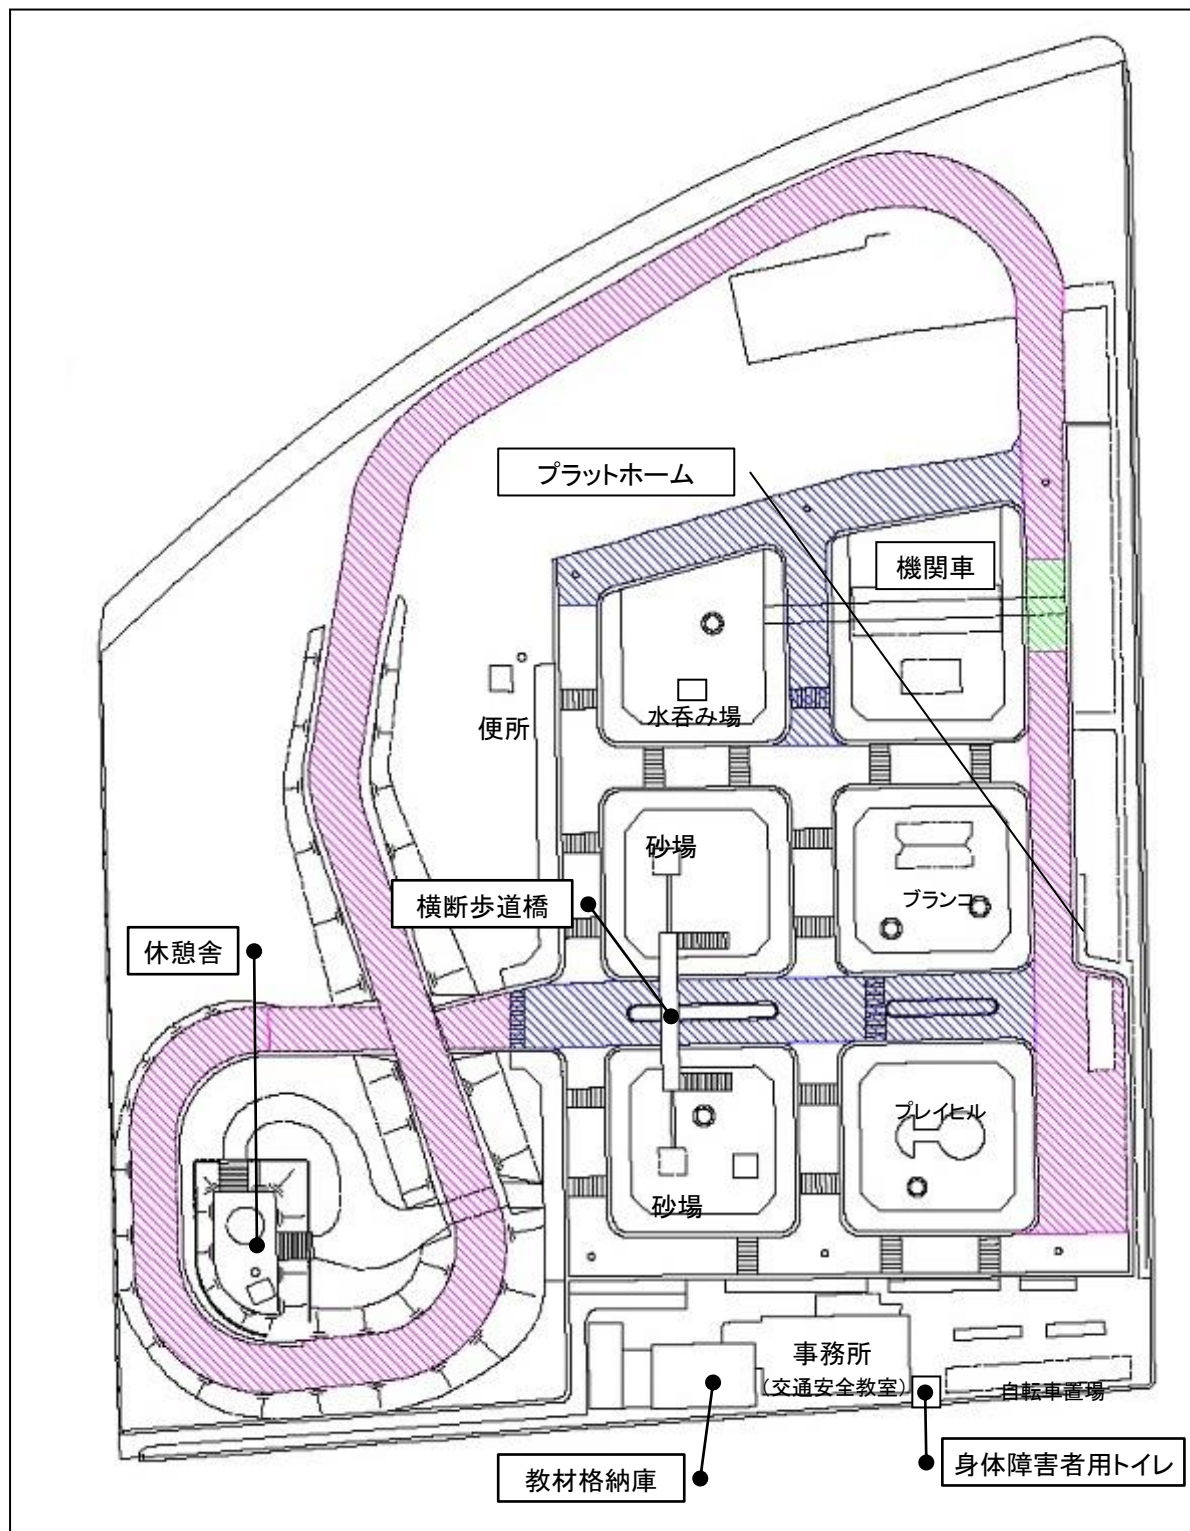 プラットホーム
機関車
水呑み場
便所
砂場
横断歩道橋
ブランコ
休憩舎
プレイヒル
砂場
事務所
(交通安全教室)
自転車置場
教材格納庫
身体障害者用トイレ